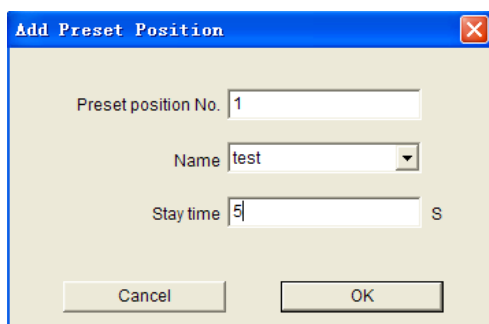 Add Preset Position
Preset position No. 1
Name test
Stay time 5 S
Cancel OK